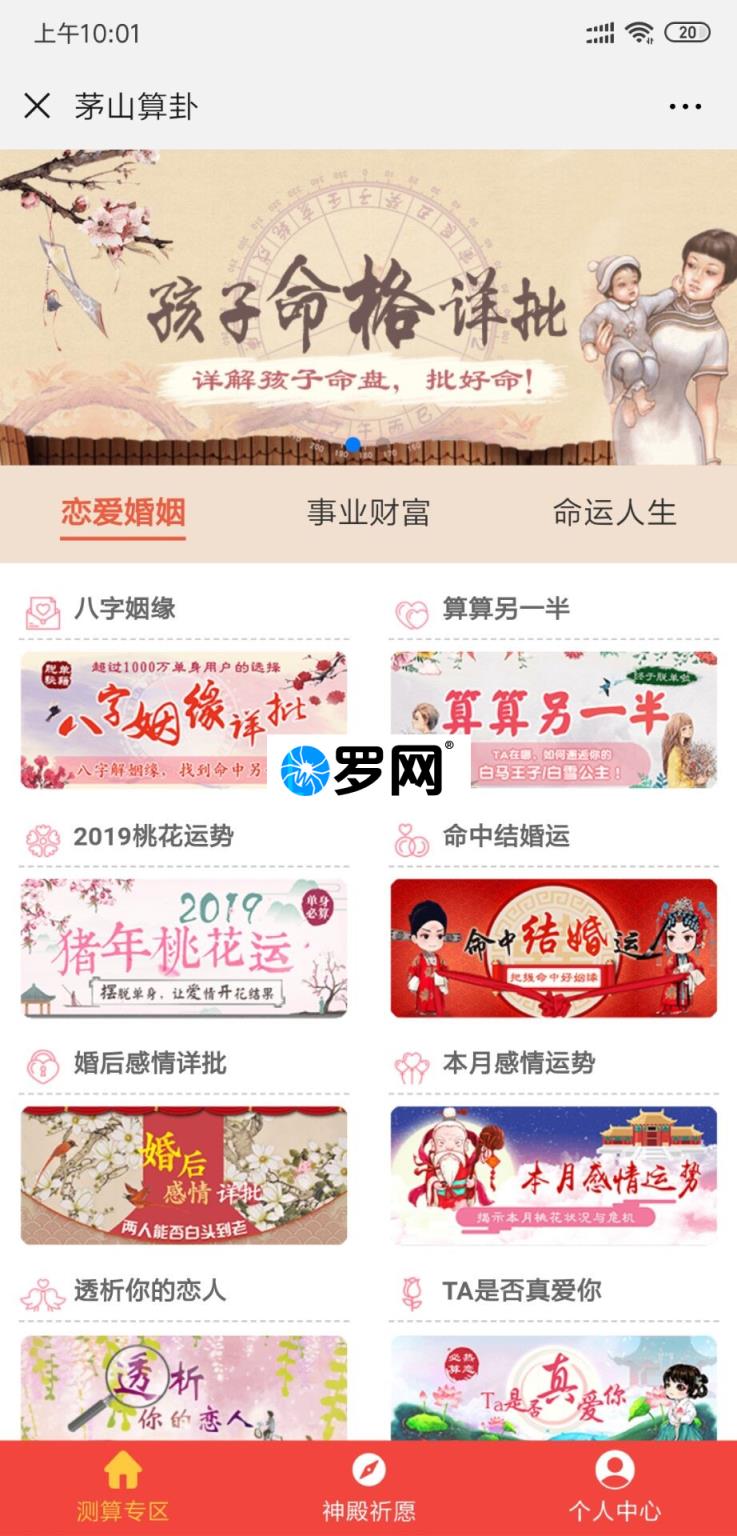 上午10:01
20
茅山算卦
孩子命格详批
详解孩子命盘，批好命！
恋爱婚姻
事业财富
命运人生
八字姻缘
算算另一半
脱单秘籍
超过1000万单身用户的选择
八字姻缘详批
八字解姻缘，找到命中另
终于脱单啦
算算另一半
TA在哪、如何邂逅你的
白马王子/白雪公主！
罗网®
2019桃花运势
命中结婚运
2019
单身必算
猪年桃花运
摆脱单身，让爱情开花结果
命中结婚运
把握命中好姻缘
婚后感情详批
本月感情运势
婚后
感情详批
两人能否白头到老
本月感情运势
揭示本月桃花状况与危机
透析你的恋人
TA是否真爱你
透析
你的恋人
热恋必算
Ta是否真爱你
测算专区
神殿祈愿
个人中心